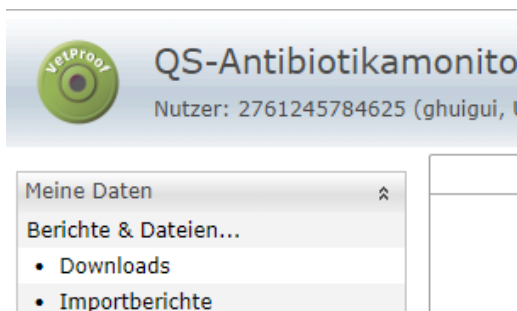 VetProof
QS-Antibiotikamonito
Nutzer: 2761245784625 (ghuigui,
Meine Daten
Berichte & Dateien...
• Downloads
• Importberichte